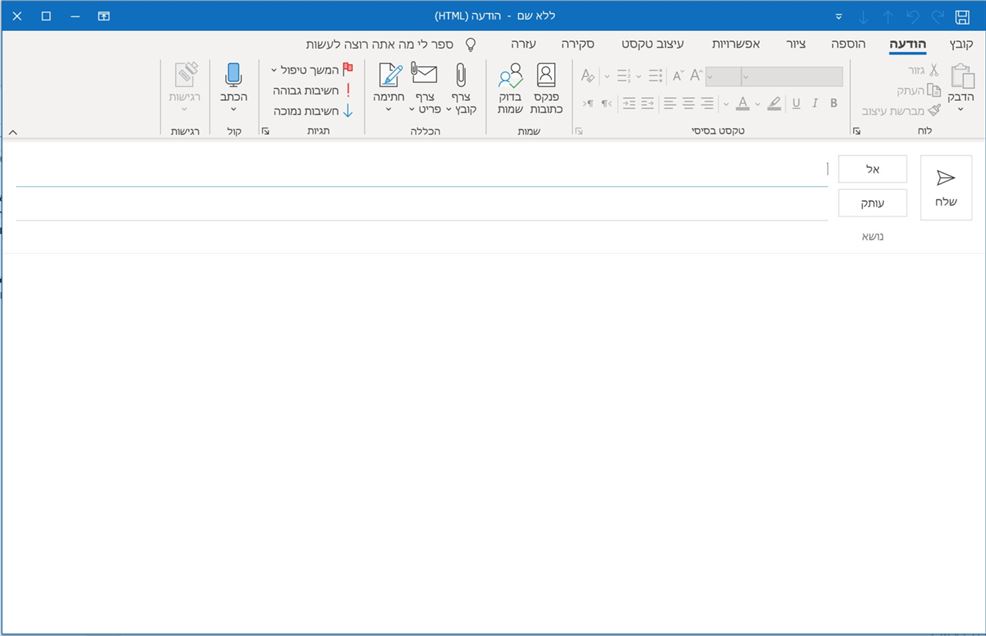 ללא שם - הודעה (HTML)
קובץ הודעה הוספה ציור אפשרויות עיצוב טקסט סקירה עזרה ספר לי מה אתה רוצה לעשות
הדבק
גזור
העתק
מברשת עיצוב
לוח
B I U A
A A A
טקסט בסיסי
פנקס כתובות
בדוק שמות
שמות
צרף קובץ
צרף פריט
חתימה
הכללה
המשך טיפול
חשיבות גבוהה
חשיבות נמוכה
תגיות
הכתב
קול
רגישות
רגישות
שלח
אל
עותק
נושא